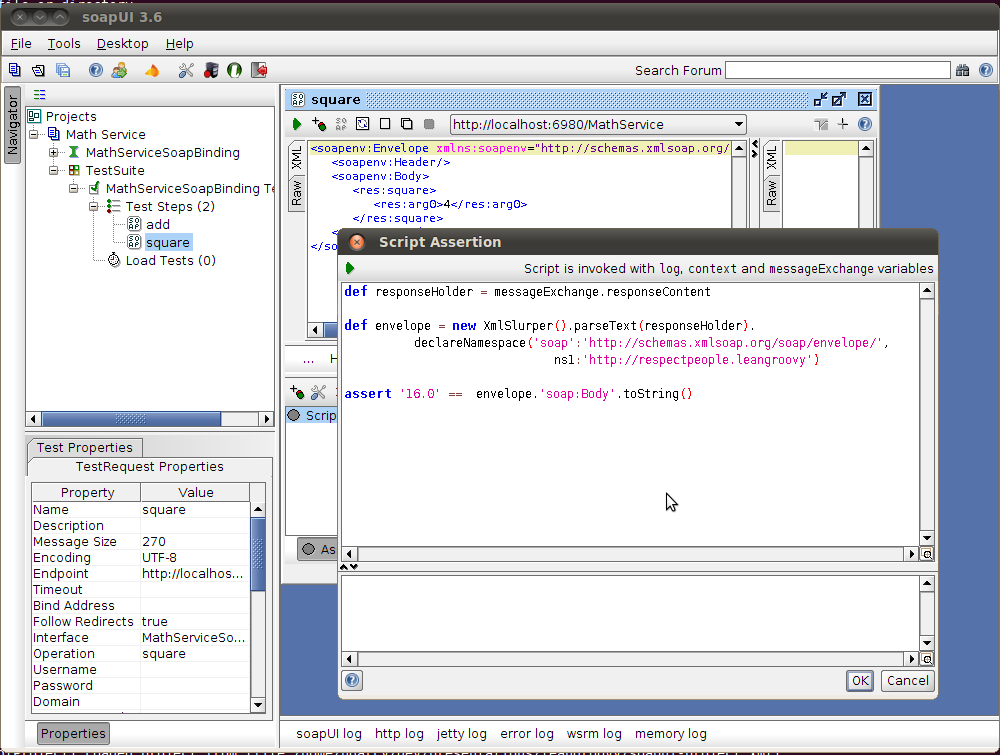 soapUI 3.6
File Tools Desktop Help
Search Forum
Navigator
Projects
Math Service
MathServiceSoapBinding
TestSuite
MathServiceSoapBinding Te
Test Steps (2)
add
square
Load Tests (0)
square
http://localhost:6980/MathService
XML
Raw
<soapenv:Envelope xmlns:soapenv="http://schemas.xmlsoap.org/
<soapenv:Header/>
<soapenv:Body>
<res:square>
<res:arg0>4</res:arg0>
</res:square>
</so
XML
Raw
... H
Scrip
As
Script Assertion
Script is invoked with log, context and messageExchange variables
def responseHolder = messageExchange.responseContent
def envelope = new XmlSlurper().parseText(responseHolder).
declareNamespace('soap':'http://schemas.xmlsoap.org/soap/envelope/',
ns1:'http://respectpeople.leangroovy')
assert '16.0' == envelope.'soap:Body'.toString()
OK Cancel
Test Properties
TestRequest Properties
Property Value
Name square
Description
Message Size 270
Encoding UTF-8
Endpoint http://localhos...
Timeout
Bind Address
Follow Redirects true
Interface MathServiceSo...
Operation square
Username
Password
Domain
Properties
soapUI log http log jetty log error log wsrm log memory log